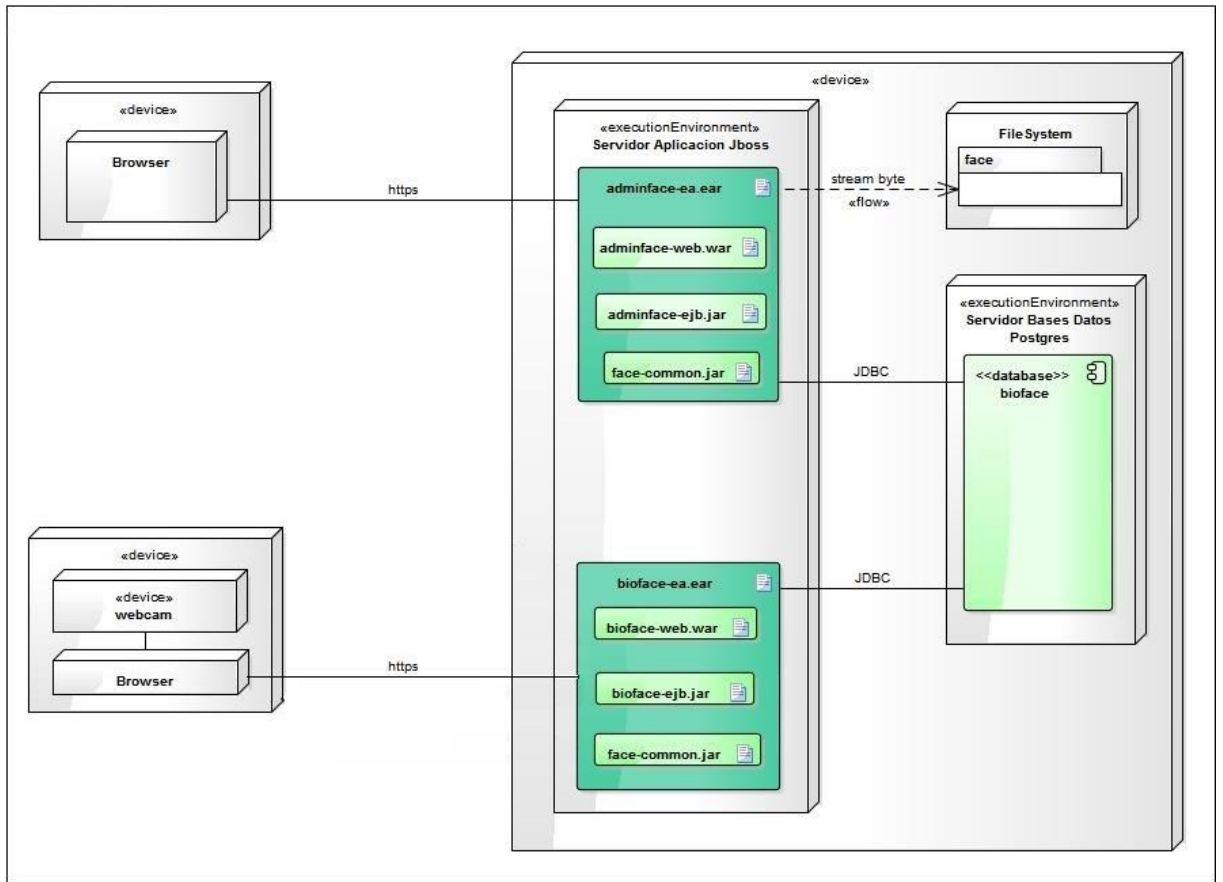 «device»
Browser
https
«device»
«executionEnvironment»
Servidor Aplicacion Jboss
adminface-ea.ear
adminface-web.war
adminface-ejb.jar
face-common.jar
stream byte
«flow»
FileSystem
face
«executionEnvironment»
Servidor Bases Datos
Postgres
<<database>>
bioface
JDBC
«device»
«device»
webcam
Browser
https
bioface-ea.ear
bioface-web.war
bioface-ejb.jar
face-common.jar
JDBC